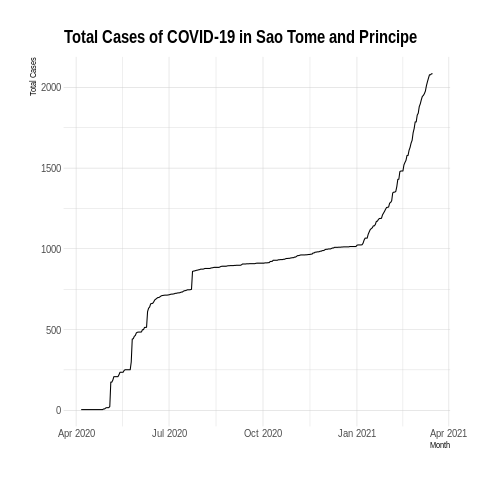 Total Cases of COVID-19 in Sao Tome and Principe
Total Cases
2000
1500
1000
500
0
Apr 2020
Jul 2020
Oct 2020
Jan 2021
Apr 2021
Month